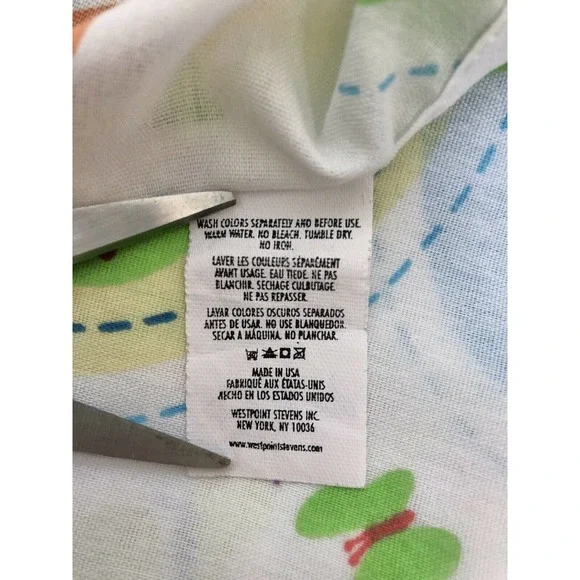 WASH COLORS SEPARATELY AND BEFORE USE.
WARM WATER. NO BLEACH. TUMBLE DRY.
NO IRON.
LAVER LES COULEURS SÉPARÉMENT
AVANT USAGE. EAU TIEDE. NE PAS
BLANCHIR. SECHAGE CULBUTAGE.
NE PAS REPASSER.
LAVAR COLORES OSCUROS SEPARADOS
ANTES DE USAR. NO USE BLANQUEDOR.
SECAR A MÁQUINA. NO PLANCHAR.
MADE IN USA
FABRIQUÉ AUX ÉTATAS-UNIS
HECHO EN LOS ESTADOS UNIDOS
WESTPOINT STEVENS INC.
NEW YORK, NY 10036
www.westpointstevens.com